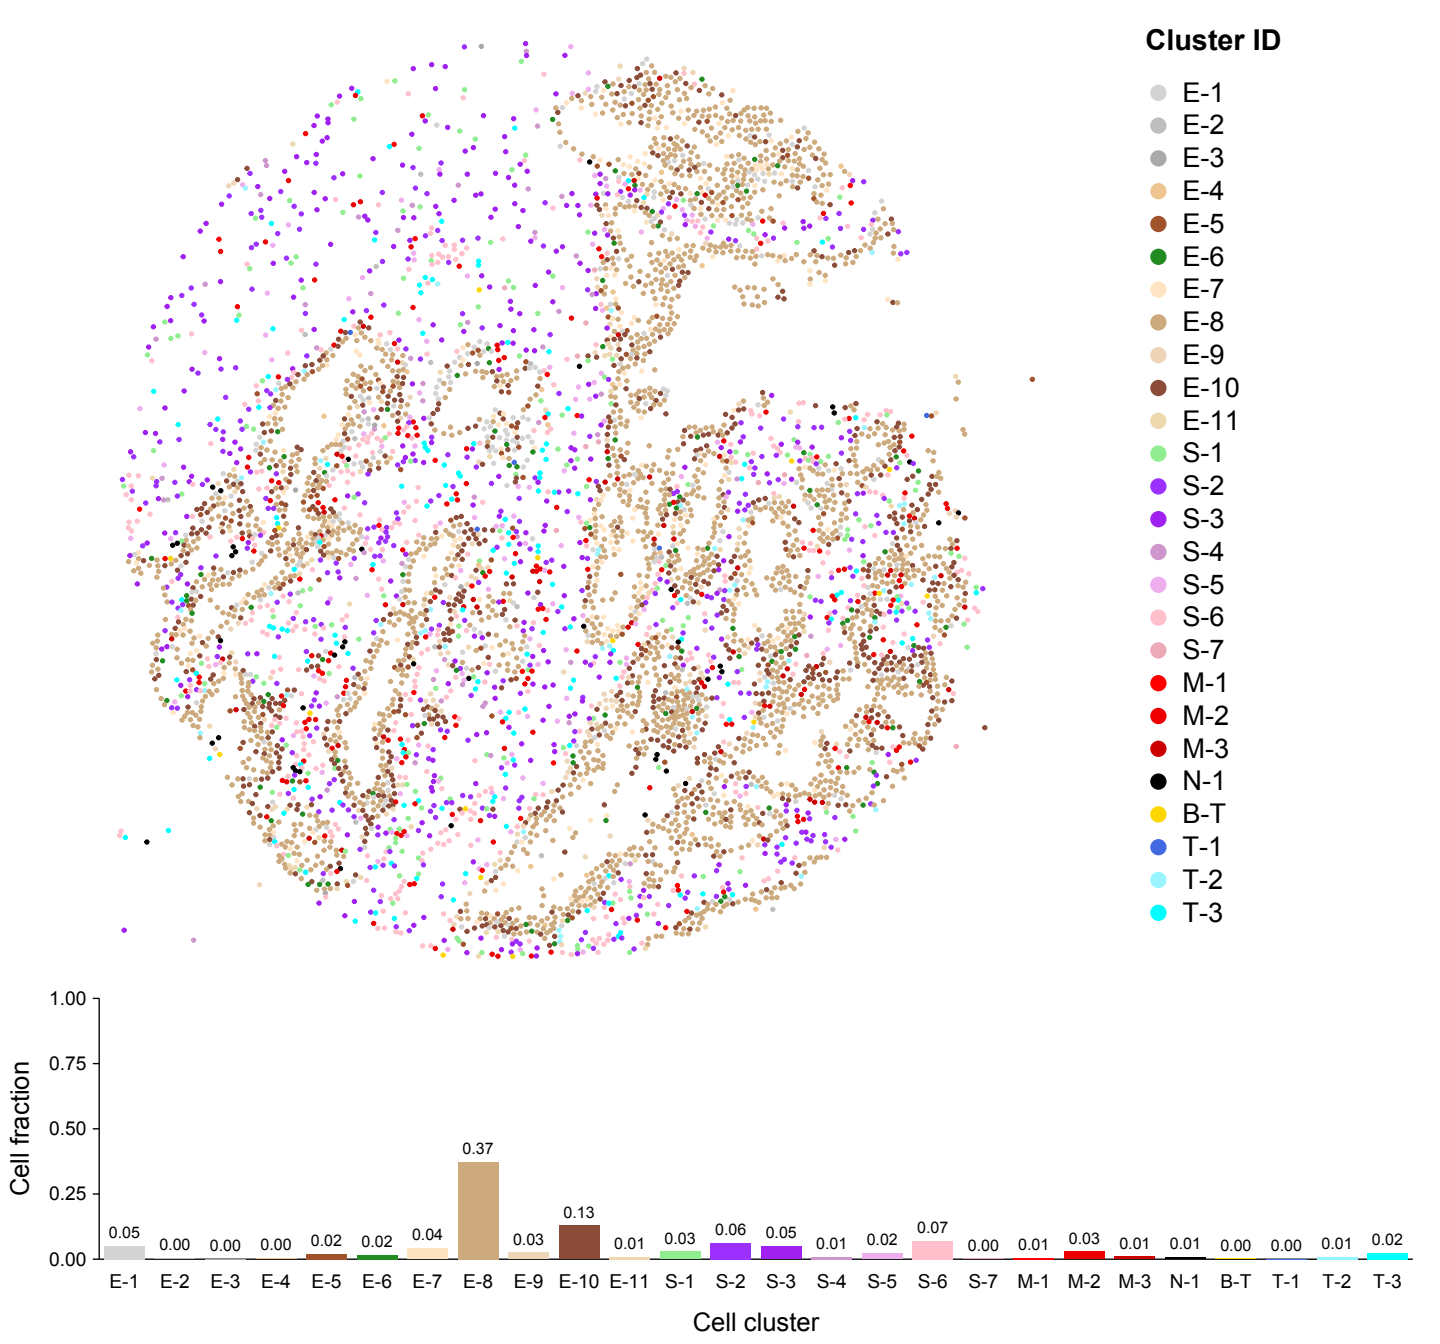 Cluster ID
E-1
E-2
E-3
E-4
E-5
E-6
E-7
E-8
E-9
E-10
E-11
S-1
S-2
S-3
S-4
S-5
S-6
S-7
M-1
M-2
M-3
N-1
B-T
T-1
T-2
T-3
1.00
0.75
0.50
0.25
0.00
Cell fraction
0.05 0.00 0.00 0.00 0.02 0.02 0.04 0.37 0.03 0.13 0.01 0.03 0.06 0.05 0.01 0.02 0.07 0.00 0.01 0.03 0.01 0.01 0.00 0.00 0.01 0.02
E-1 E-2 E-3 E-4 E-5 E-6 E-7 E-8 E-9 E-10 E-11 S-1 S-2 S-3 S-4 S-5 S-6 S-7 M-1 M-2 M-3 N-1 B-T T-1 T-2 T-3
Cell cluster